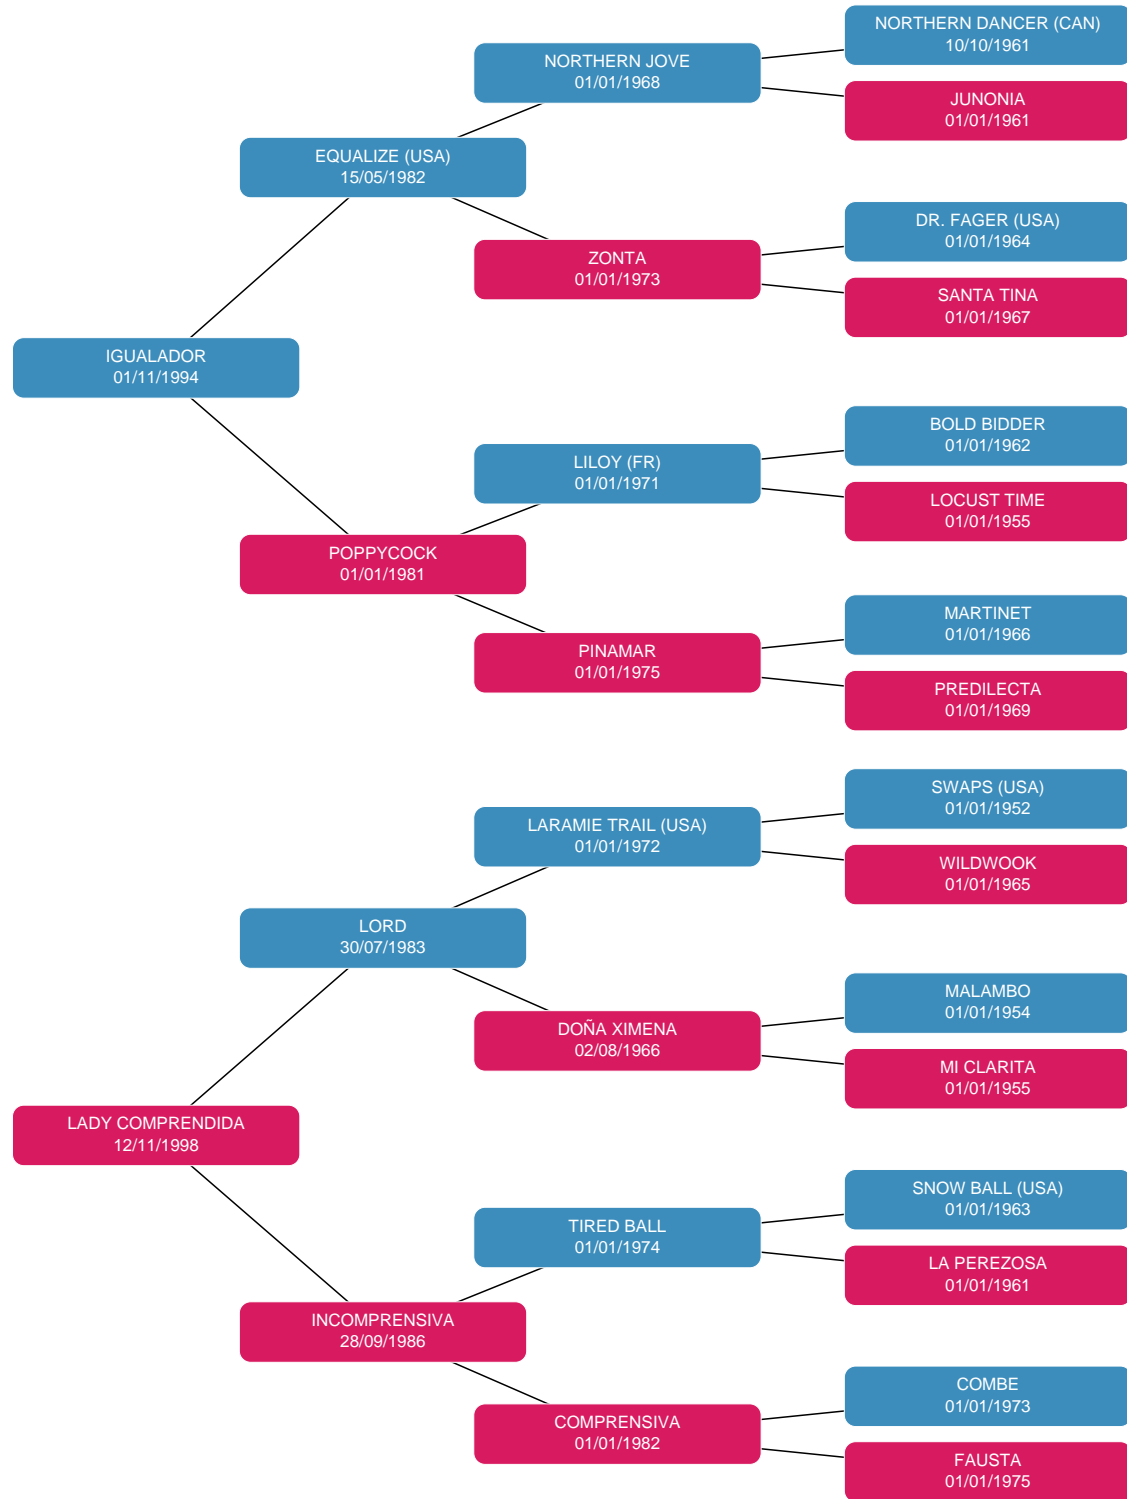 NORTHERN DANCER (CAN)
10/10/1961
NORTHERN JOVE
01/01/1968
JUNONIA
01/01/1961
EQUALIZE (USA)
15/05/1982
DR. FAGER (USA)
01/01/1964
ZONTA
01/01/1973
SANTA TINA
01/01/1967
IGUALADOR
01/11/1994
BOLD BIDDER
01/01/1962
LILOY (FR)
01/01/1971
LOCUST TIME
01/01/1955
POPPYCOCK
01/01/1981
MARTINET
01/01/1966
PINAMAR
01/01/1975
PREDILECTA
01/01/1969
SWAPS (USA)
01/01/1952
LARAMIE TRAIL (USA)
01/01/1972
WILDWOOK
01/01/1965
LORD
30/07/1983
MALAMBO
01/01/1954
DOÑA XIMENA
02/08/1966
MI CLARITA
01/01/1955
LADY COMPRENDIDA
12/11/1998
SNOW BALL (USA)
01/01/1963
TIRED BALL
01/01/1974
LA PEREZOSA
01/01/1961
INCOMPRENSIVA
28/09/1986
COMBE
01/01/1973
COMPRENSIVA
01/01/1982
FAUSTA
01/01/1975